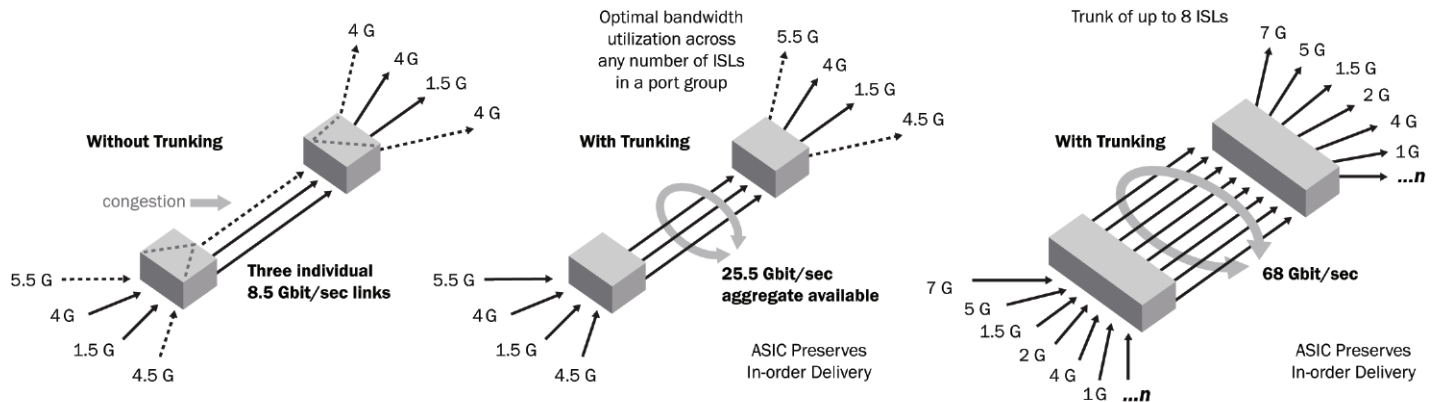 4 G
4 G
1.5 G
4 G
Without Trunking
congestion
5.5 G
4 G
1.5 G
4.5 G
Three individual
8.5 Gbit/sec links
Optimal bandwidth
utilization across
any number of ISLs
in a port group
5.5 G
4 G
1.5 G
4.5 G
With Trunking
5.5 G
4 G
1.5 G
4.5 G
25.5 Gbit/sec
aggregate available
ASIC Preserves
In-order Delivery
Trunk of up to 8 ISLs
7 G
5 G
1.5 G
2 G
4 G
1 G
...n
With Trunking
68 Gbit/sec
7 G
5 G
1.5 G
2 G
4 G
1 G
...n
ASIC Preserves
In-order Delivery